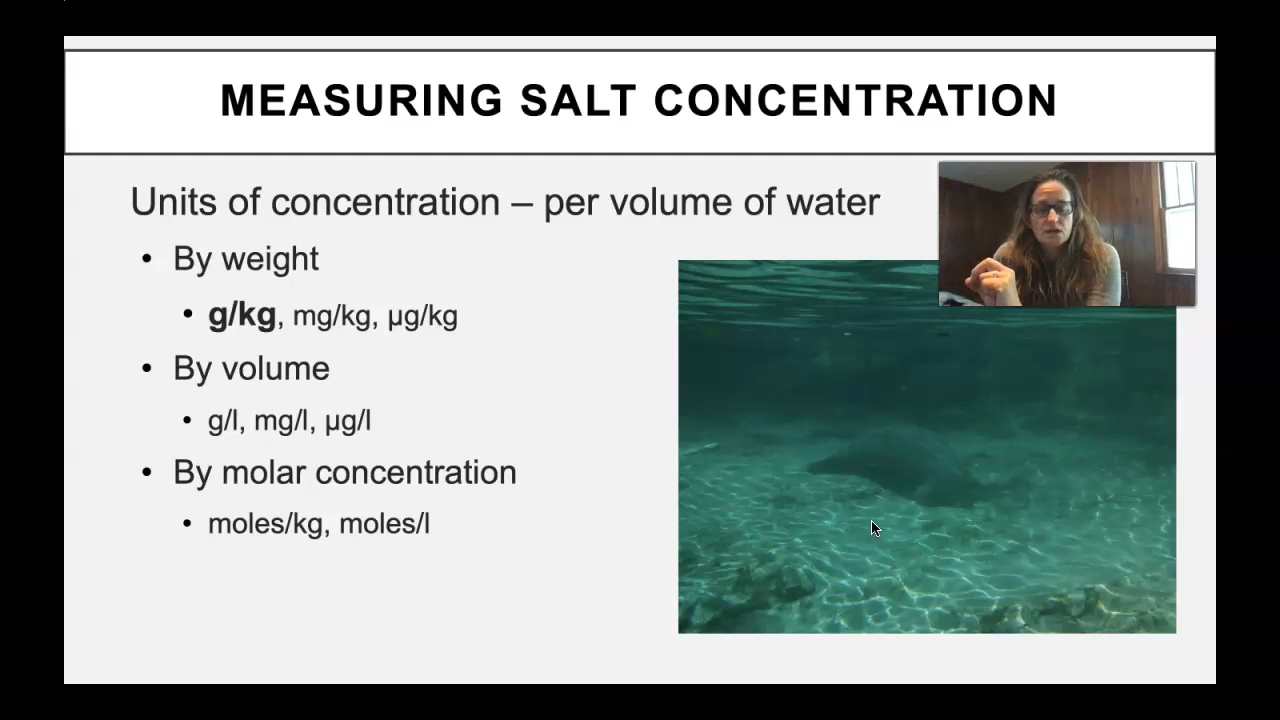 MEASURING SALT CONCENTRATION
Units of concentration – per volume of water
• By weight
• g/kg, mg/kg, µg/kg
• By volume
• g/l, mg/l, µg/l
• By molar concentration
• moles/kg, moles/l